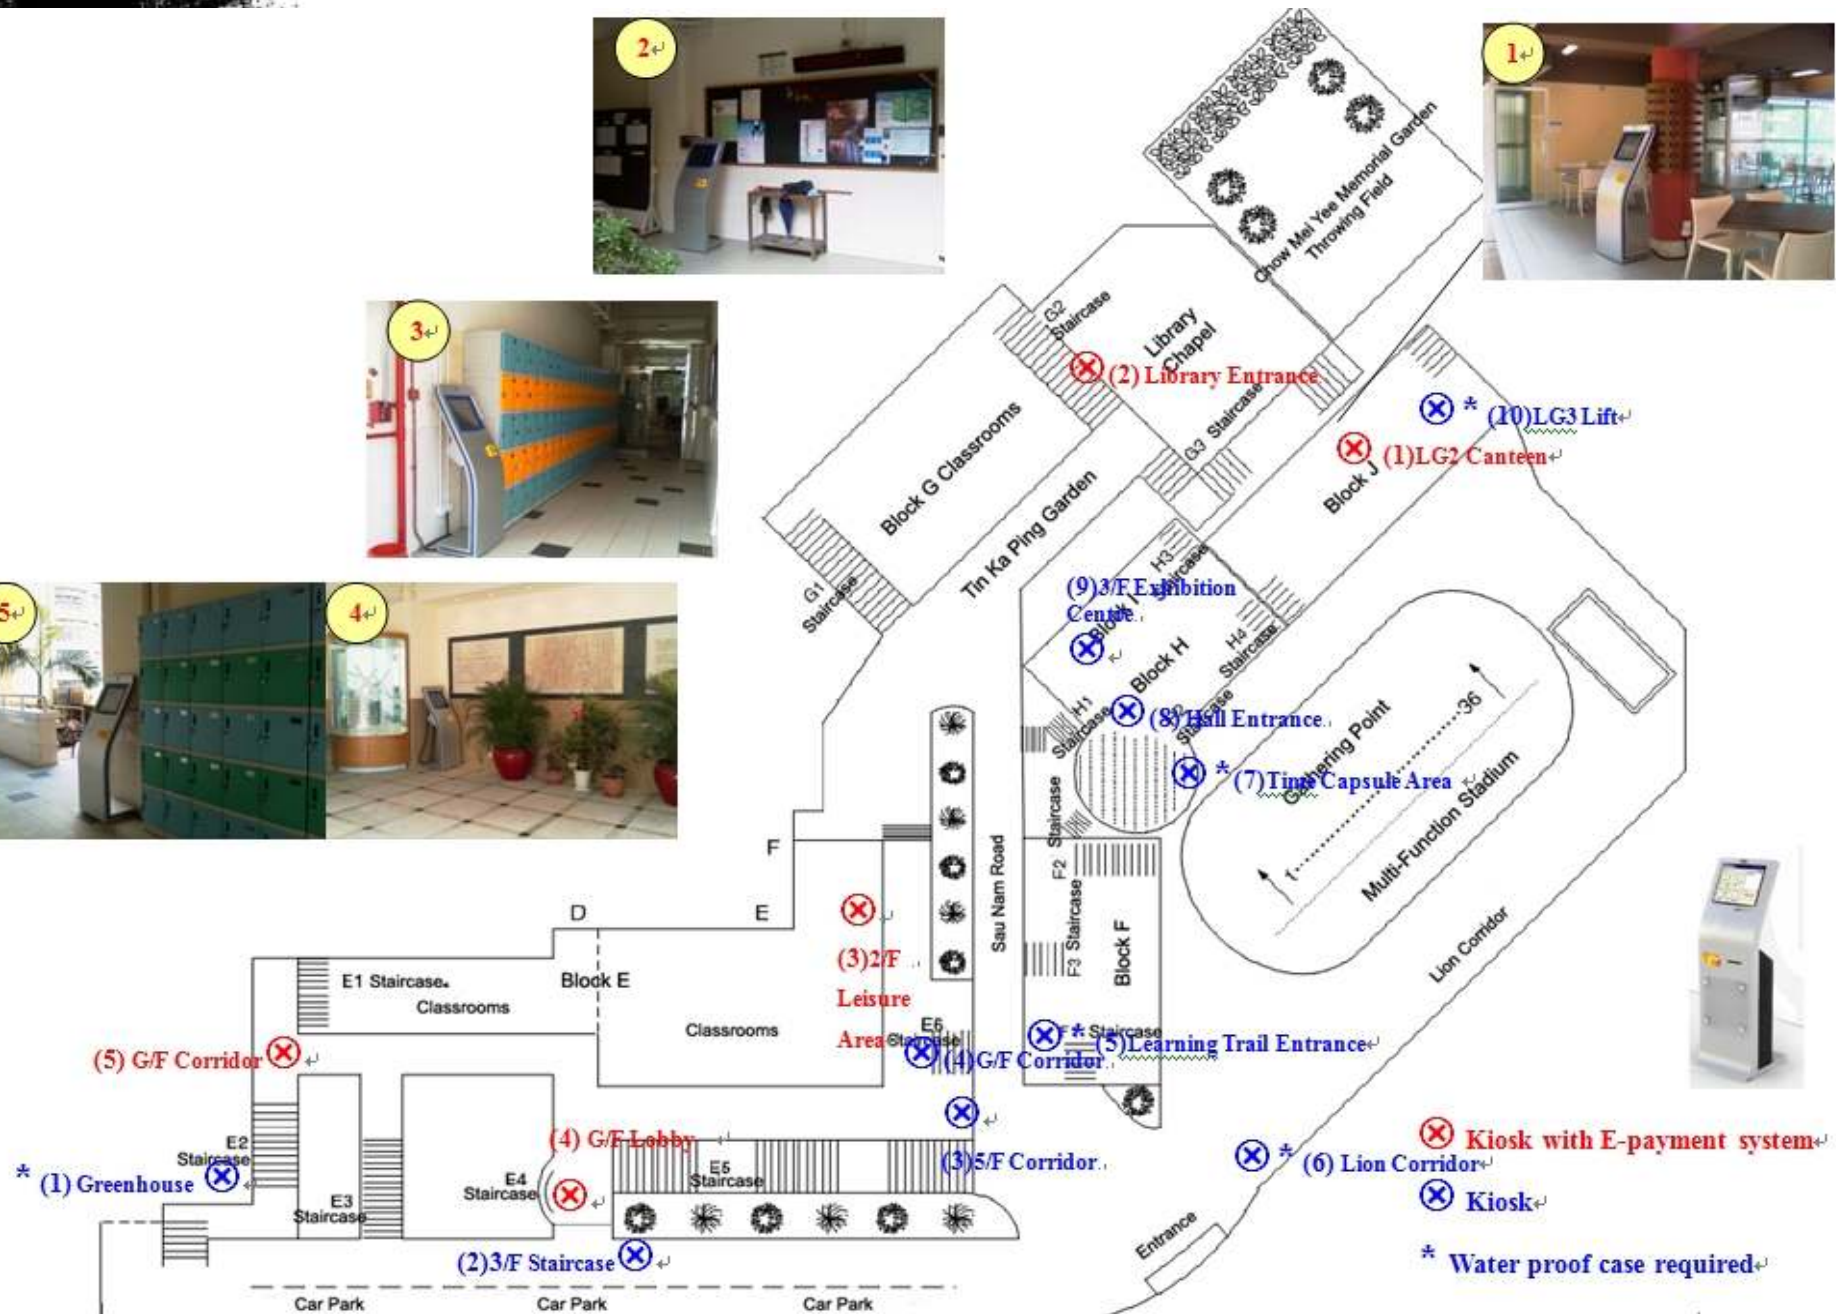 2
1
3
5
4
Chow Mei Yee Memorial Garden
Throwing Field
G2
Staircase
Library
Chapel
(2) Library Entrance
G3 Staircase
* (10)LG3 Lift
(1)LG2 Canteen
Block J
Block G Classrooms
Tin Ka Ping Garden
G1
Staircase
H3
Staircase
(9)3/F Exhibition
Centre
Block I
Block H
H4
Staircase
H1
Staircase
Staircase
(8) Hall Entrance
* (7)Time Capsule Area
Gathering Point
1
36
Multi-Function Stadium
Lion Corridor
F2 Staircase
F3 Staircase
Block F
Sau Nam Road
F
D
E
E1 Staircase
Classrooms
Block E
Classrooms
(3)2/F
Leisure
Area
E6
Staircase
(4)G/F Corridor
Staircase
* (5)Learning Trail Entrance
(5) G/F Corridor
(4) G/F Lobby
(3)5/F Corridor
E2
Staircase
* (1) Greenhouse
E3
Staircase
E4
Staircase
E5
Staircase
(2)3/F Staircase
* (6) Lion Corridor
Entrance
Car Park
Car Park
Car Park
Kiosk with E-payment system
Kiosk
* Water proof case required